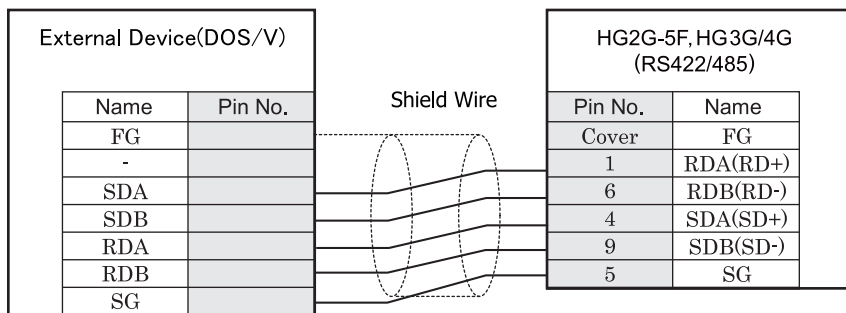 External Device(DOS/V)
Name Pin No.
FG
-
SDA
SDB
RDA
RDB
SG
Shield Wire
HG2G-5F, HG3G/4G
(RS422/485)
Pin No. Name
Cover FG
1 RDA(RD+)
6 RDB(RD-)
4 SDA(SD+)
9 SDB(SD-)
5 SG